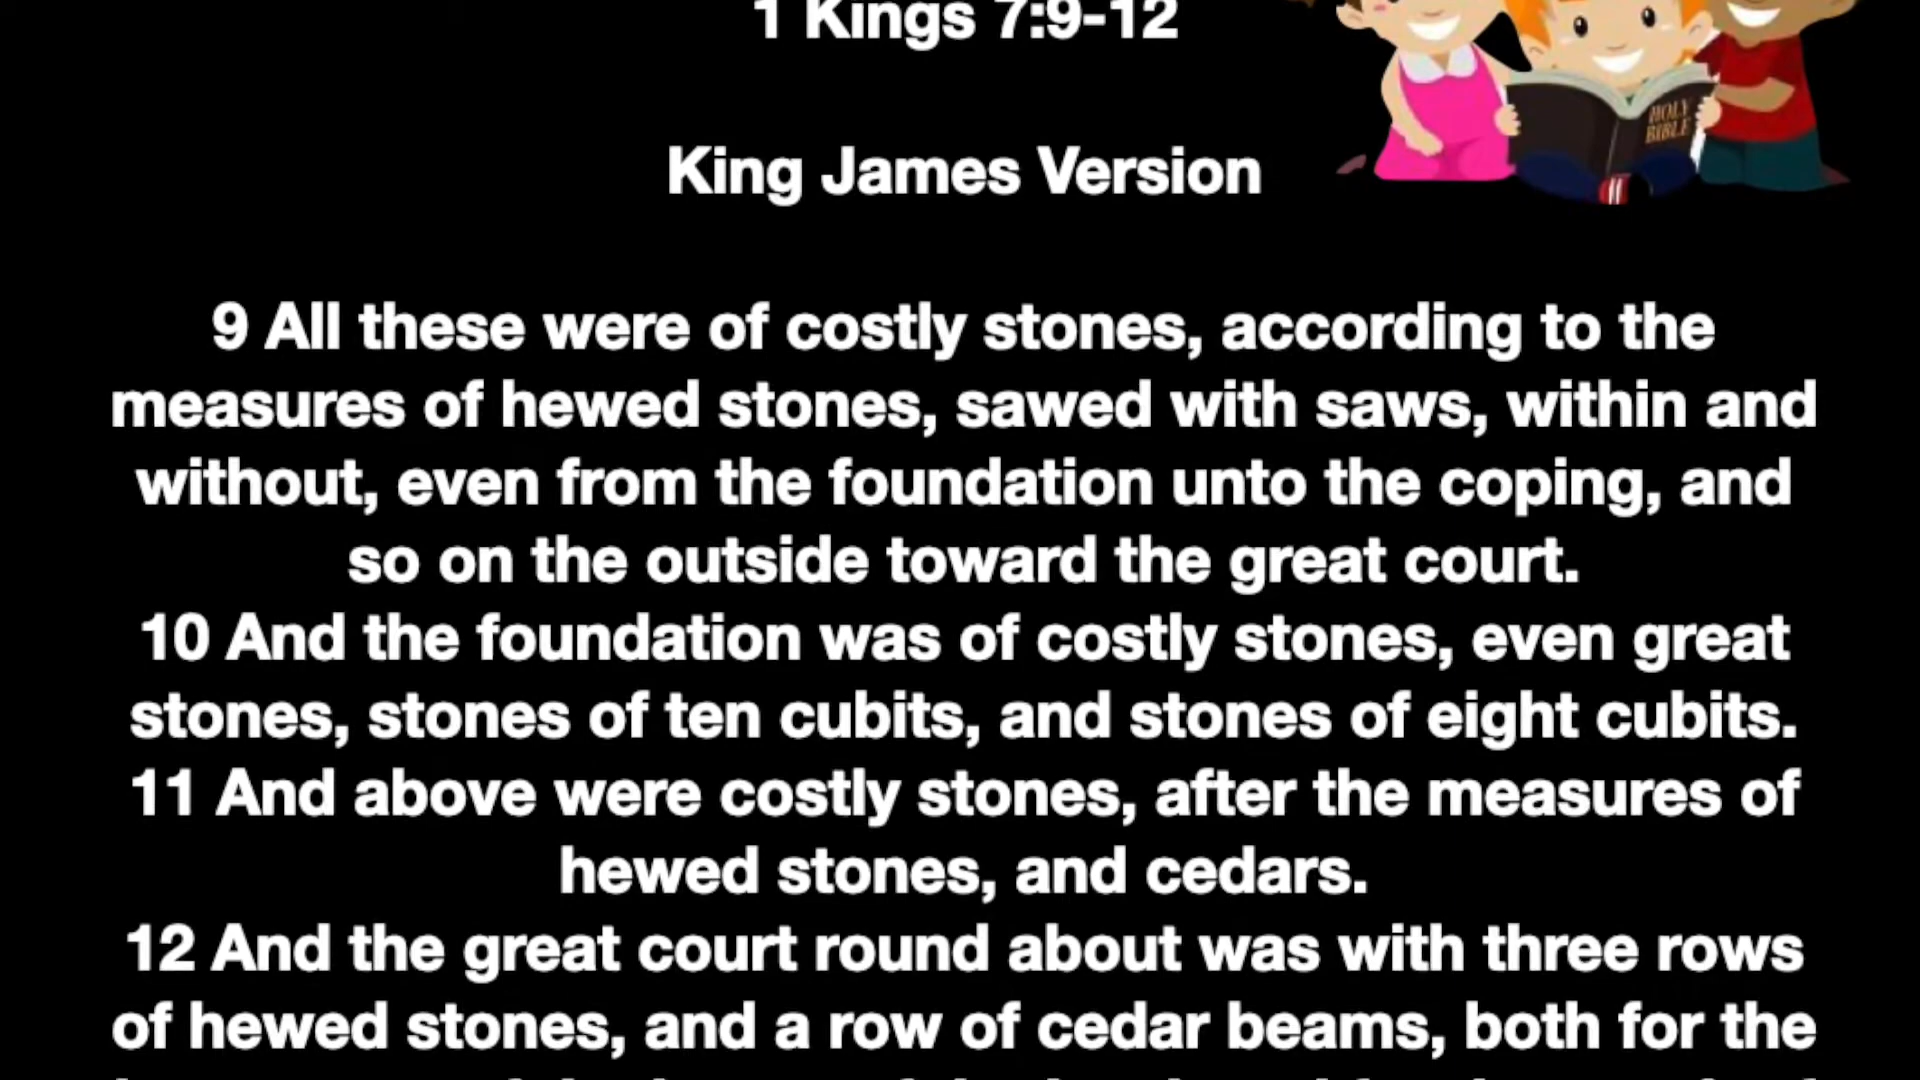 1 Kings 7:9-12
HOLY
BIBLE
King James Version
9 All these were of costly stones, according to the
measures of hewed stones, sawed with saws, within and
without, even from the foundation unto the coping, and
so on the outside toward the great court.
10 And the foundation was of costly stones, even great
stones, stones of ten cubits, and stones of eight cubits.
11 And above were costly stones, after the measures of
hewed stones, and cedars.
12 And the great court round about was with three rows
of hewed stones, and a row of cedar beams, both for the